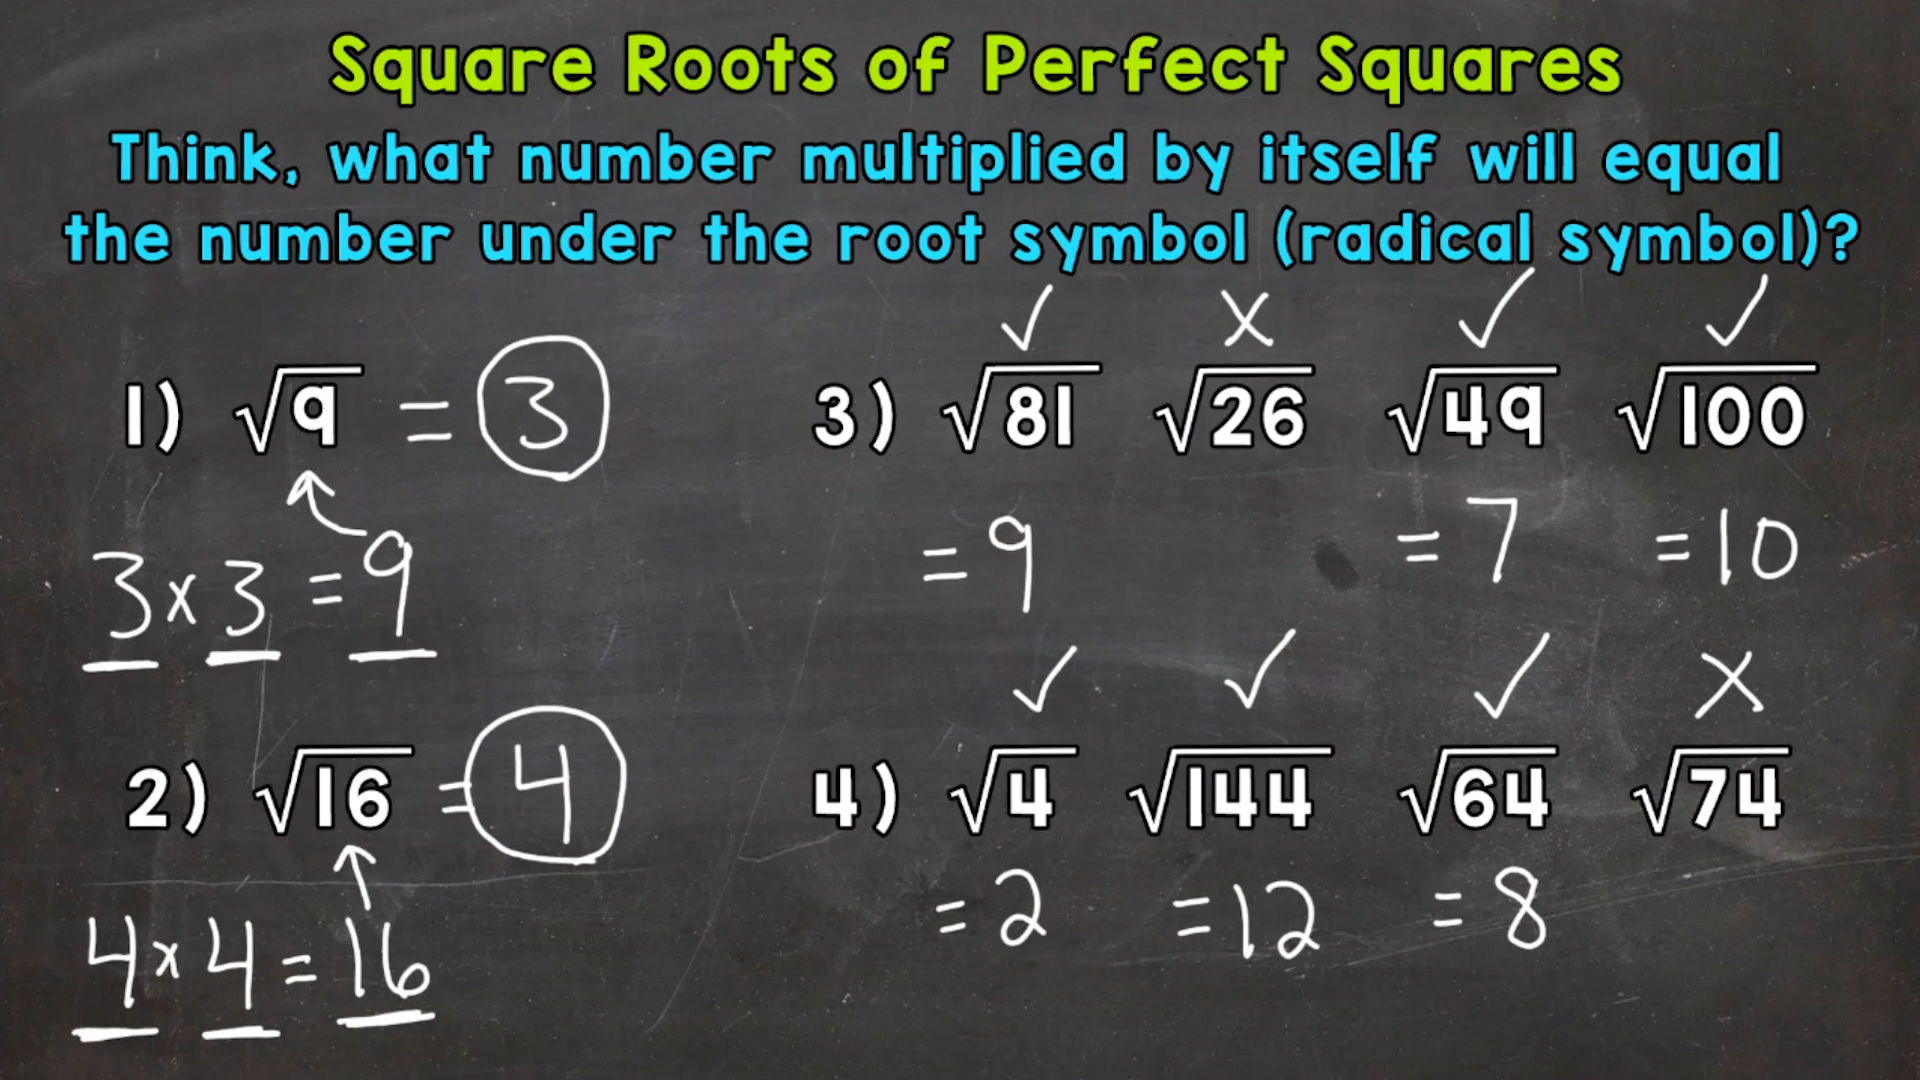 Square Roots of Perfect Squares
Think, what number multiplied by itself will equal
the number under the root symbol (radical symbol)?
1) √9 = 3
3 x 3 = 9
2) √16 = 4
4 x 4 = 16
✓ x ✓ ✓
3) √81 √26 √49 √100
= 9 = 7 = 10
✓ ✓ ✓ x
4) √4 √144 √64 √74
= 2 = 12 = 8